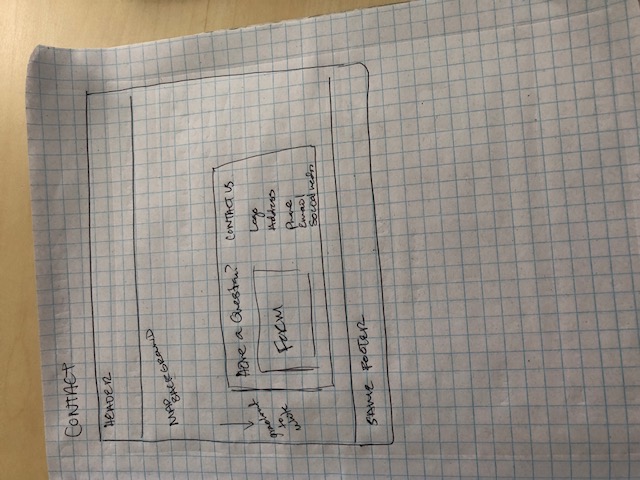 CONTACT
HEADER
MAP
BACKGROUND
gradient
to
white
Have a Question?
FORM
CONTACT US
Logo
Address
Phone
Email
Social media
SAME FOOTER